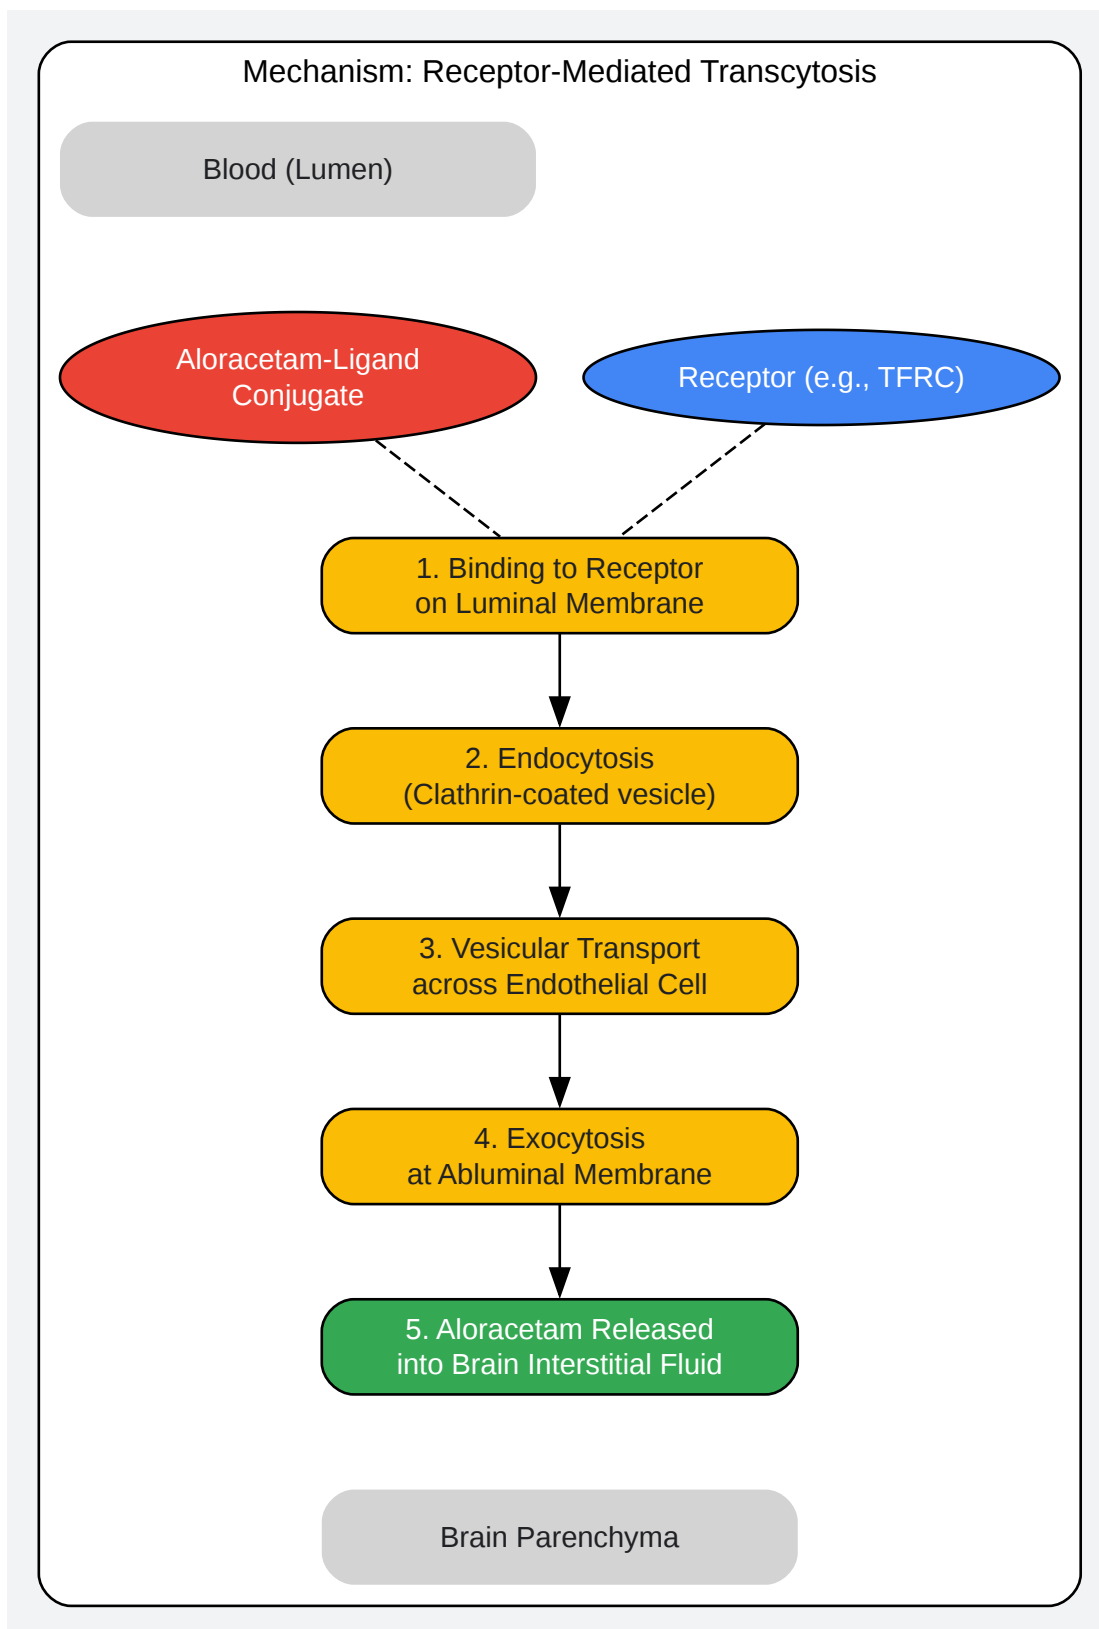 Mechanism: Receptor-Mediated Transcytosis
Blood (Lumen)
Aloracetam-Ligand
Conjugate
Receptor (e.g., TFRC)
1. Binding to Receptor
on Luminal Membrane
2. Endocytosis
(Clathrin-coated vesicle)
3. Vesicular Transport
across Endothelial Cell
4. Exocytosis
at Abluminal Membrane
5. Aloracetam Released
into Brain Interstitial Fluid
Brain Parenchyma